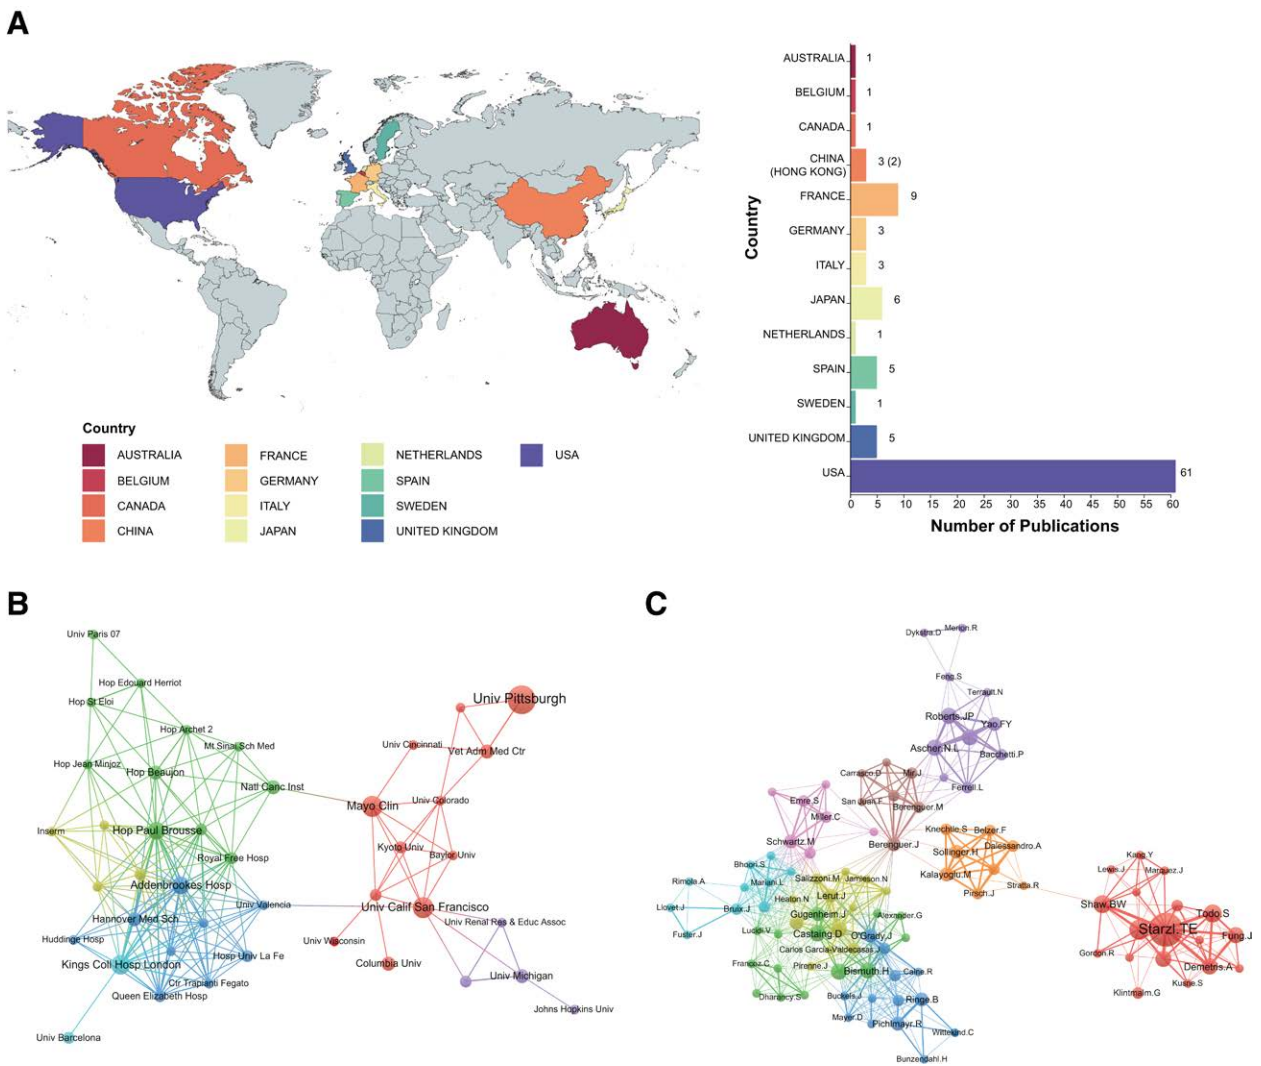 A
AUSTRALIA 1
BELGIUM 1
CANADA 1
CHINA
(HONG KONG) 3 (2)
FRANCE 9
GERMANY 3
ITALY 3
JAPAN 6
NETHERLANDS 1
SPAIN 5
SWEDEN 1
UNITED KINGDOM 5
USA 61
Country
0 5 10 15 20 25 30 35 40 45 50 55 60
Number of Publications
Country
AUSTRALIA FRANCE NETHERLANDS USA
BELGIUM GERMANY SPAIN
CANADA ITALY SWEDEN
CHINA JAPAN UNITED KINGDOM
B
Univ Paris 07
Hop Edouard Herriot
Hop St Eloi
Hop Archet 2
Mt Sinai Sch Med
Hop Jean Minjoz
Hop Beaujon
Natl Canc Inst
Inserm
Hop Paul Brousse
Royal Free Hosp
Addenbrookes Hosp
Univ Valencia
Hannover Med Sch
Huddinge Hosp
Hosp Univ La Fe
Kings Coll Hosp London
Ctr Trapianti Fegato
Queen Elizabeth Hosp
Univ Barcelona
Univ Pittsburgh
Univ Cincinnati
Vet Adm Med Ctr
Mayo Clin
Univ Colorado
Kyoto Univ
Baylor Univ
Univ Calif San Francisco
Univ Renal Res & Educ Assoc
Univ Wisconsin
Columbia Univ
Univ Michigan
Johns Hopkins Univ
C
Dykstra.D
Merion.R
Feng.S
Terrault.N
Roberts.JP
Yao.FY
Ascher.N.L
Bacchetti.P
Ferrell.L
Carrasco.D
Mir.J
San Juan.F
Berenguer.M
Berenguer.J
Emre.S
Miller.C
Schwartz.M
Knechtle.S
Belzer.F
Dalessandro.A
Sollinger.H
Kalayoglu.M
Pirsch.J
Stratta.R
Kang.Y
Lewis.J
Marquez.J
Shaw.BW
Todo.S
Starzl.TE
Fung.J
Gordon.R
Demetris.A
Kusne.S
Klintmalm.G
Bhoori.S
Rimola.A
Mariani.L
Salizzoni.M
Jamieson.N
Llovet.J
Bruix.J
Heaton.N
Lerut.J
Fuster.J
Gugenheim.J
Alexander.G
Lucidi.V
Castaing.D
O'Grady.J
Carlos Garcia-Valdecasas.J
Francoz.C
Pirenne.J
Bismuth.H
Calne.R
Dharancy.S
Buckels.J
Ringe.B
Mayer.D
Pichlmayr.R
Wittekind.C
Bunzendahl.H